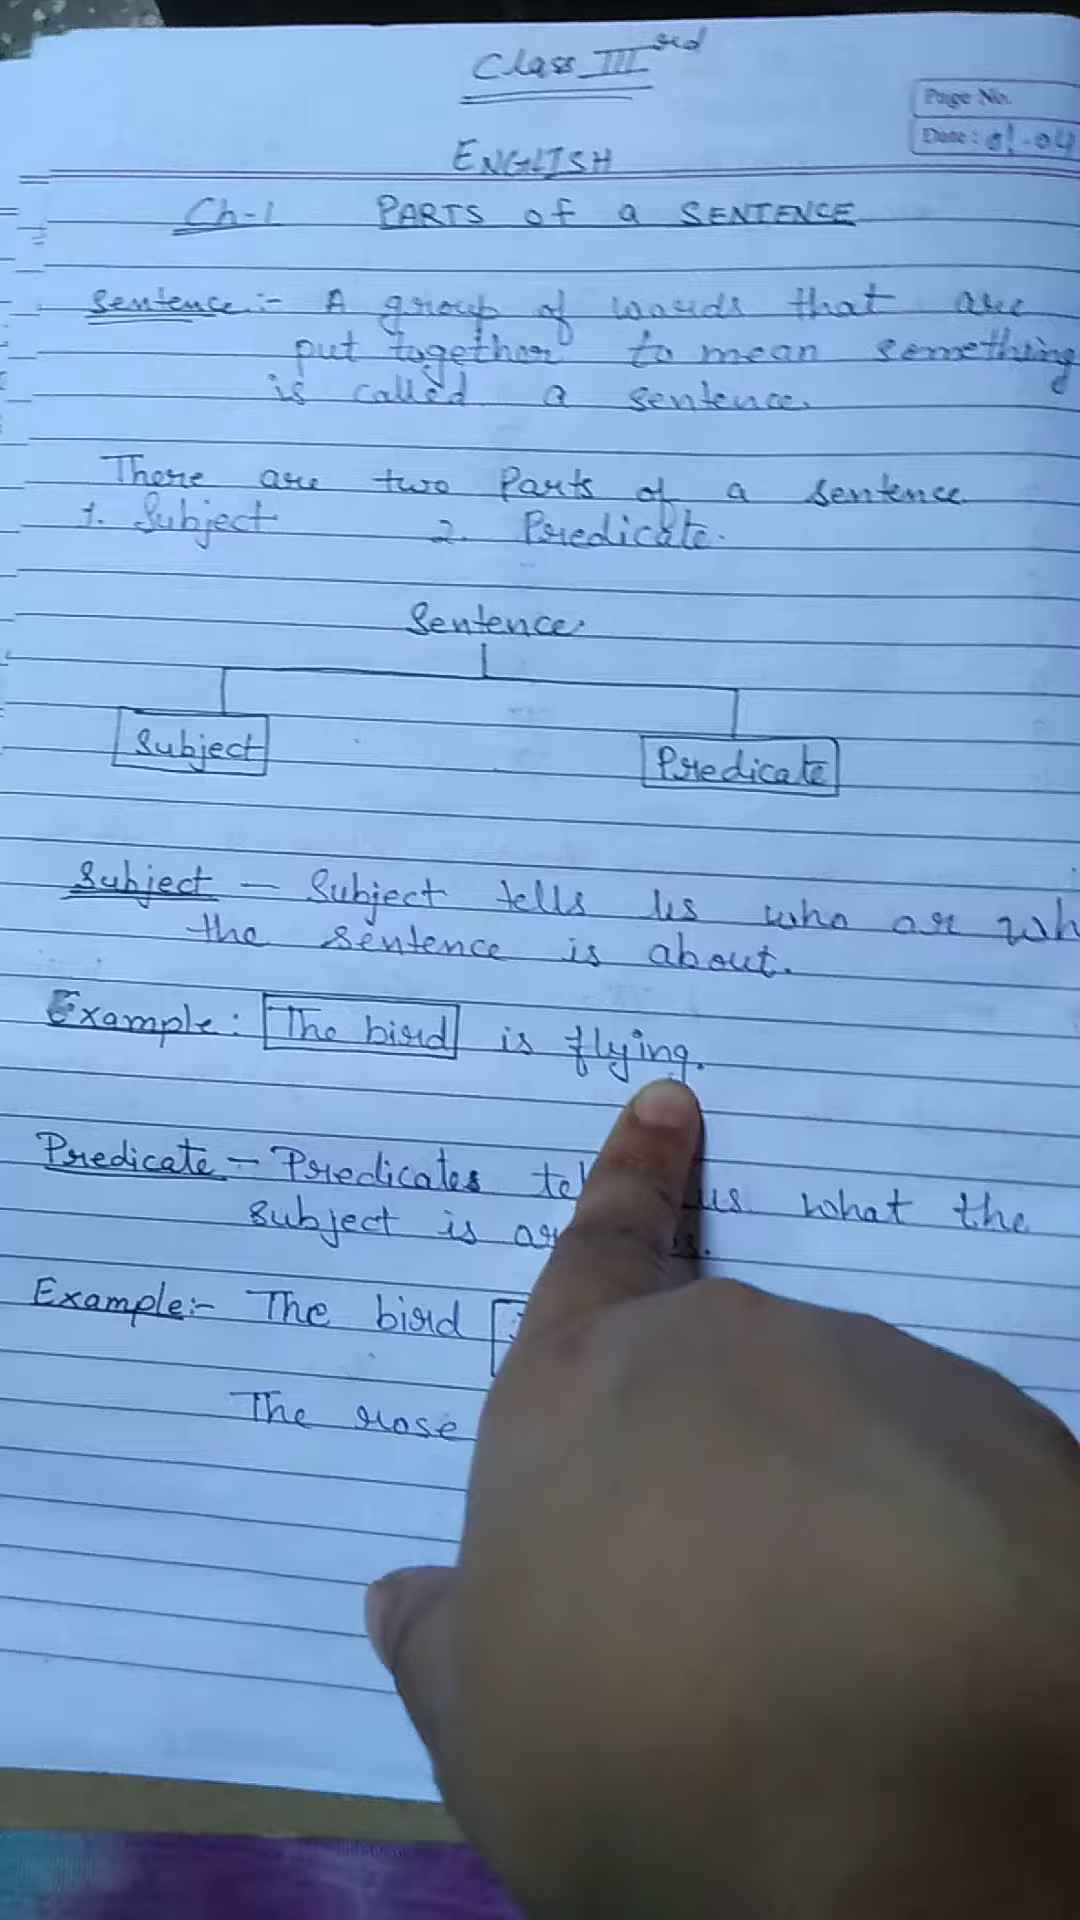 Class IIIrd
Page No.
Date: 01-04
ENGLISH
Ch-1 PARTS of a SENTENCE
Sentence:- A group of words that are
put together to mean something
is called a sentence.
There are two Parts of a sentence
1. Subject 2. Predicate.
Sentence.
Subject
Predicate
Subject - Subject tells us who or wh
the sentence is about.
Example: The bird is flying.
Predicate - Predicates us what the
Subject is
Example:- The bird
The rose